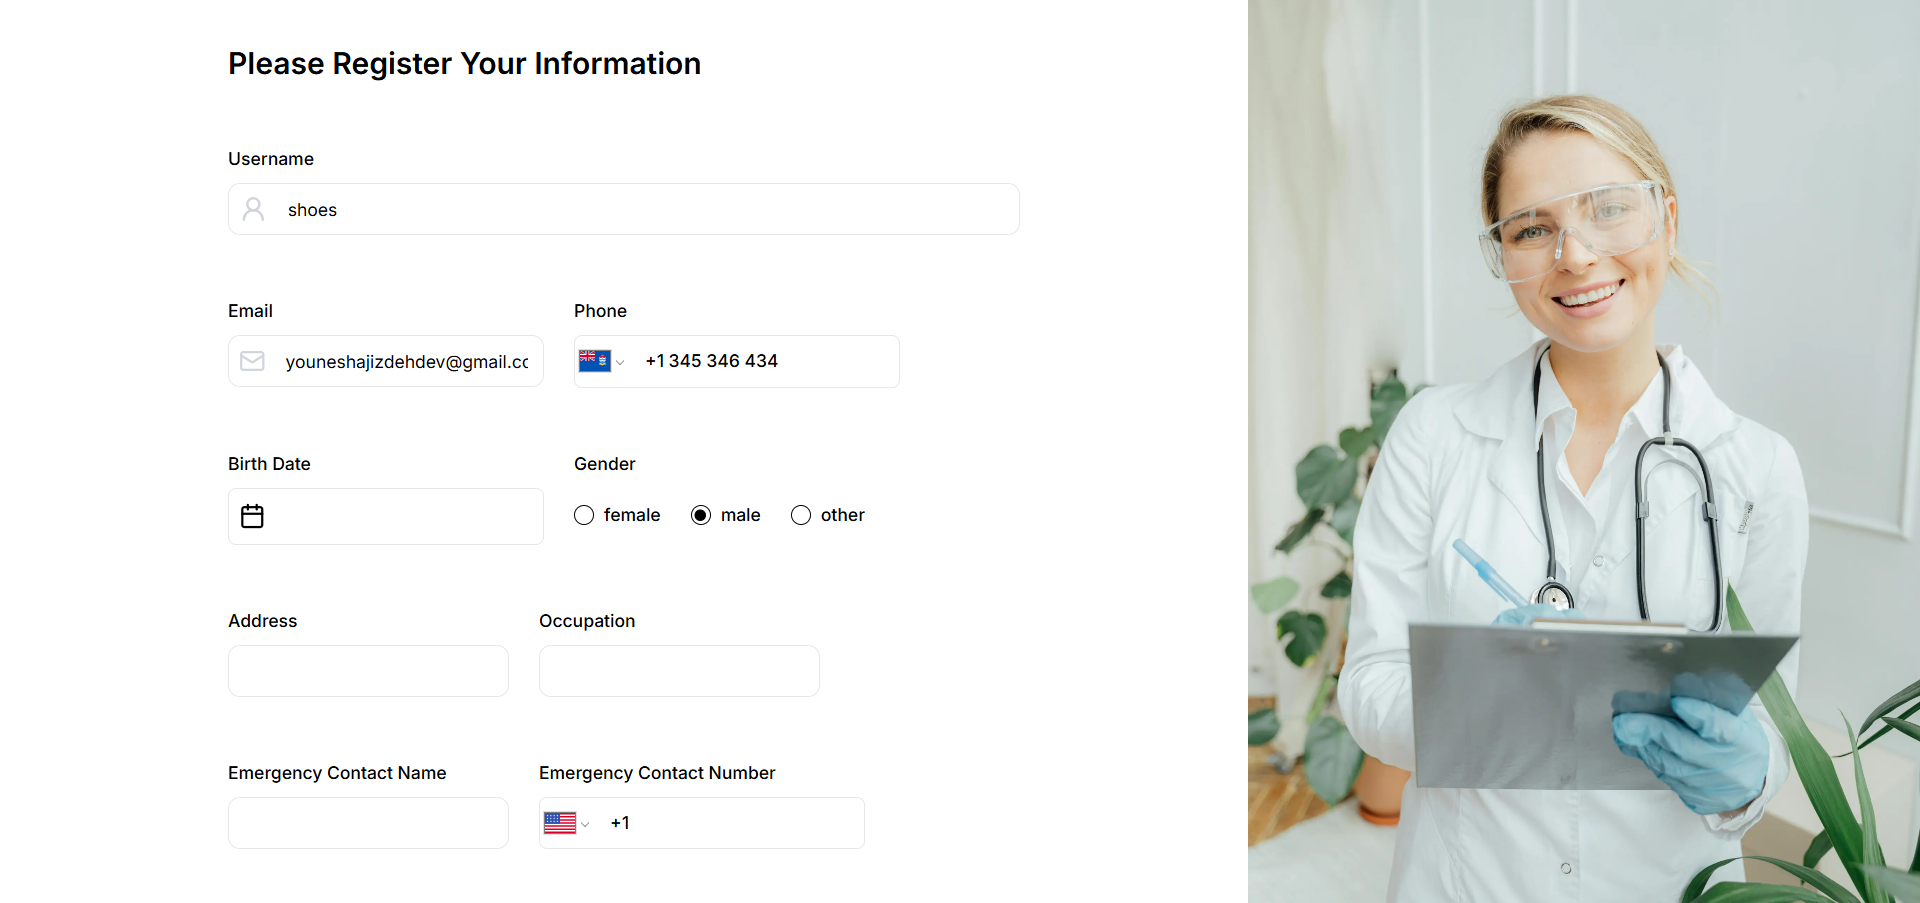 Please Register Your Information
Username
shoes
Email Phone
youneshajizdehdev@gmail.cc +1 345 346 434
Birth Date Gender
female male other
Address Occupation
Emergency Contact Name Emergency Contact Number
+1